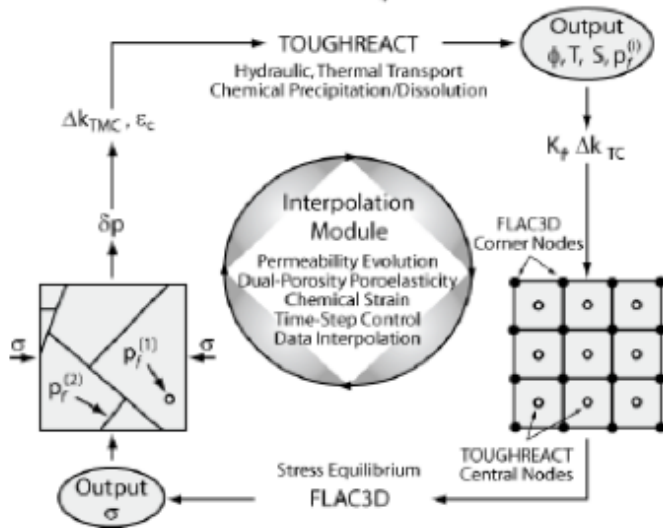 TOUGHREACT
Hydraulic, Thermal Transport
Chemical Precipitation/Dissolution
Output
ϕ, T, S, p_f^(i)
K_f, Δk_TC
FLAC3D
Corner Nodes
TOUGHREACT
Central Nodes
Stress Equilibrium
FLAC3D
Output
σ
σ
σ
p_f^(1)
p_f^(2)
δp
Δk_TMC, ε_c
Interpolation
Module
Permeability Evolution
Dual-Porosity Poroelasticity
Chemical Strain
Time-Step Control
Data Interpolation